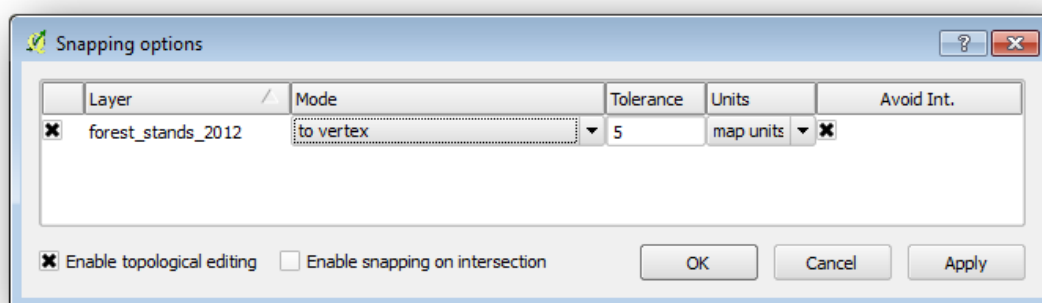 Snapping options
Layer Mode Tolerance Units Avoid Int.
forest_stands_2012 to vertex 5 map units
Enable topological editing Enable snapping on intersection OK Cancel Apply